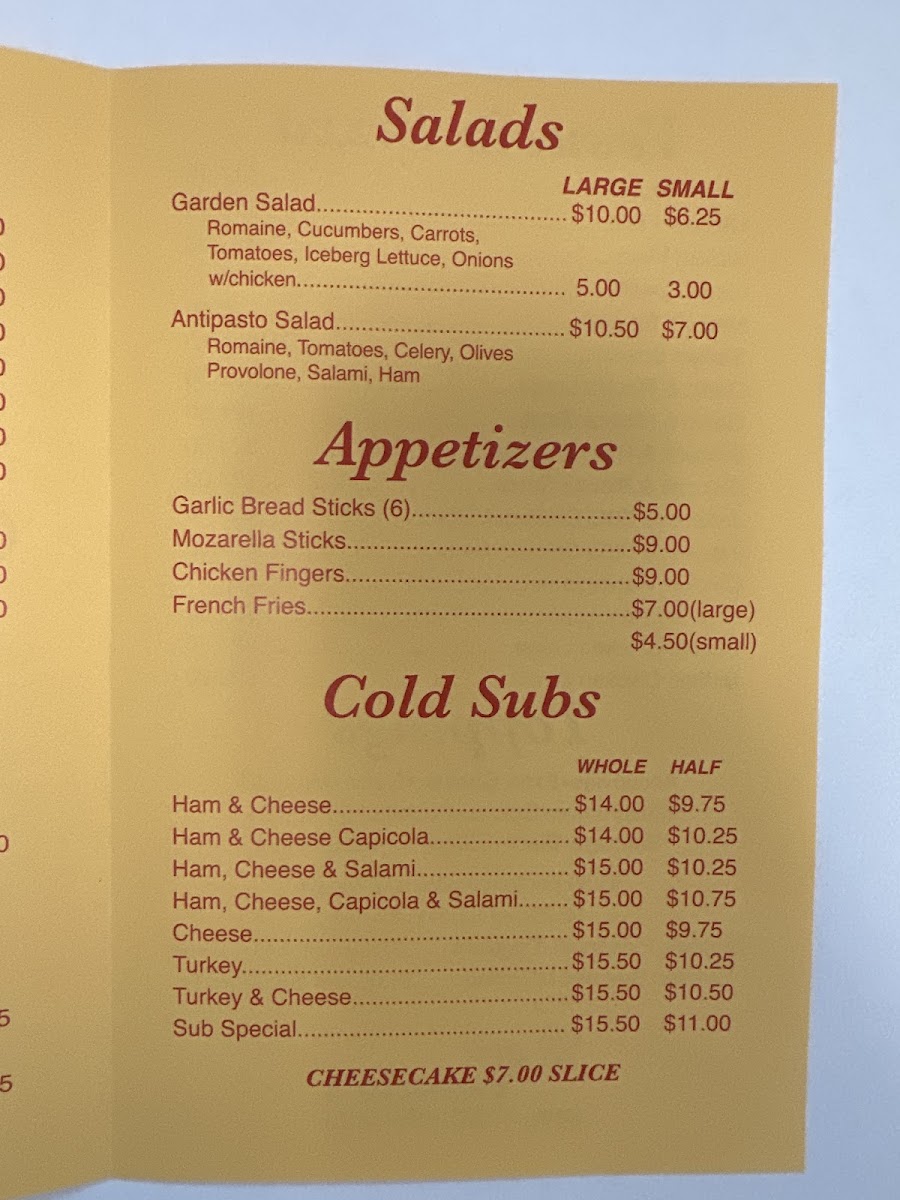 Salads
LARGE SMALL
Garden Salad.......................................$10.00 $6.25
Romaine, Cucumbers, Carrots,
Tomatoes, Iceberg Lettuce, Onions
w/chicken......................................... 5.00 3.00
Antipasto Salad...................................$10.50 $7.00
Romaine, Tomatoes, Celery, Olives
Provolone, Salami, Ham
Appetizers
Garlic Bread Sticks (6).................................$5.00
Mozarella Sticks...........................................$9.00
Chicken Fingers...........................................$9.00
French Fries.................................................$7.00(large)
$4.50(small)
Cold Subs
WHOLE HALF
Ham & Cheese....................................$14.00 $9.75
Ham & Cheese Capicola.....................$14.00 $10.25
Ham, Cheese & Salami.......................$15.00 $10.25
Ham, Cheese, Capicola & Salami........$15.00 $10.75
Cheese................................................$15.00 $9.75
Turkey..................................................$15.50 $10.25
Turkey & Cheese.................................$15.50 $10.50
Sub Special.........................................$15.50 $11.00
CHEESECAKE $7.00 SLICE